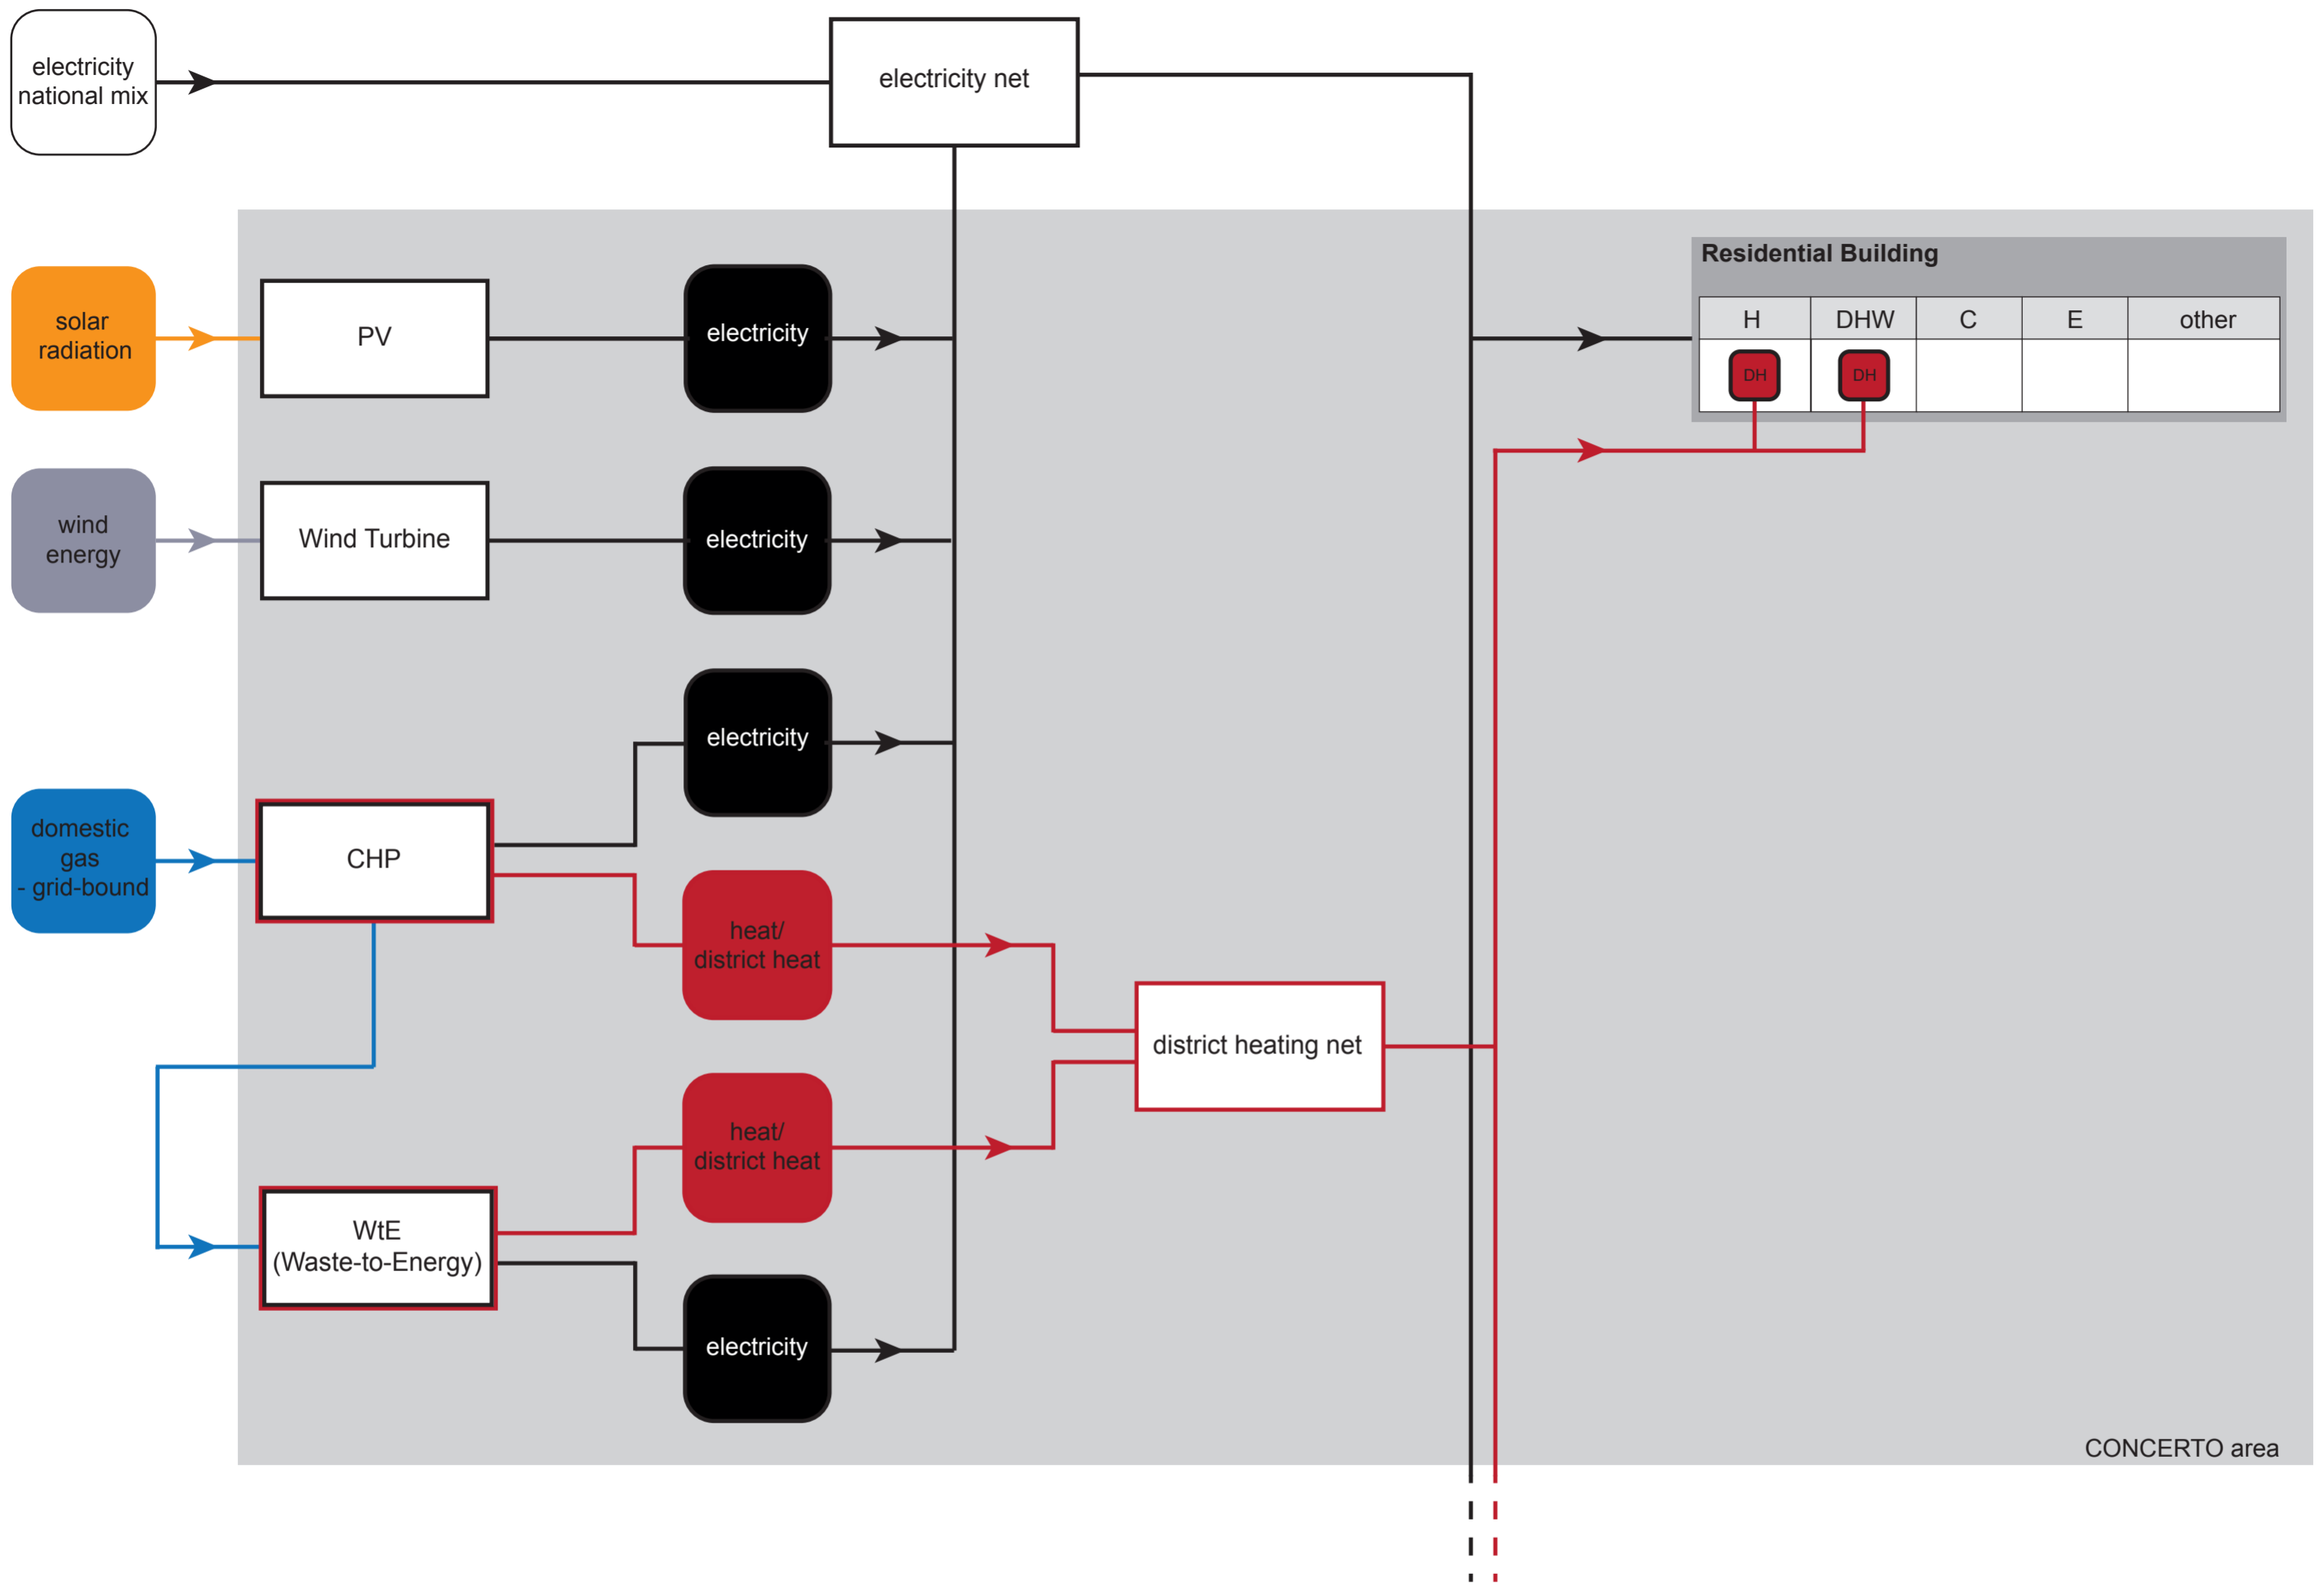 electricity
national mix
electricity net
Residential Building
H DHW C E other
DH DH
solar
radiation
PV
electricity
wind
energy
Wind Turbine
electricity
electricity
domestic
gas
- grid-bound
CHP
heat/
district heat
district heating net
heat/
district heat
WtE
(Waste-to-Energy)
electricity
CONCERTO area